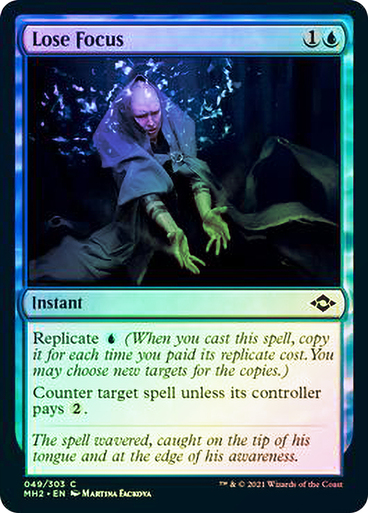 Lose Focus 1
Instant
Replicate (When you cast this spell, copy
it for each time you paid its replicate cost. You
may choose new targets for the copies.)
Counter target spell unless its controller
pays 2.
The spell wavered, caught on the tip of his
tongue and at the edge of his awareness.
049/303 C
MH2 • EN Martina Fačková
™ & © 2021 Wizards of the Coast